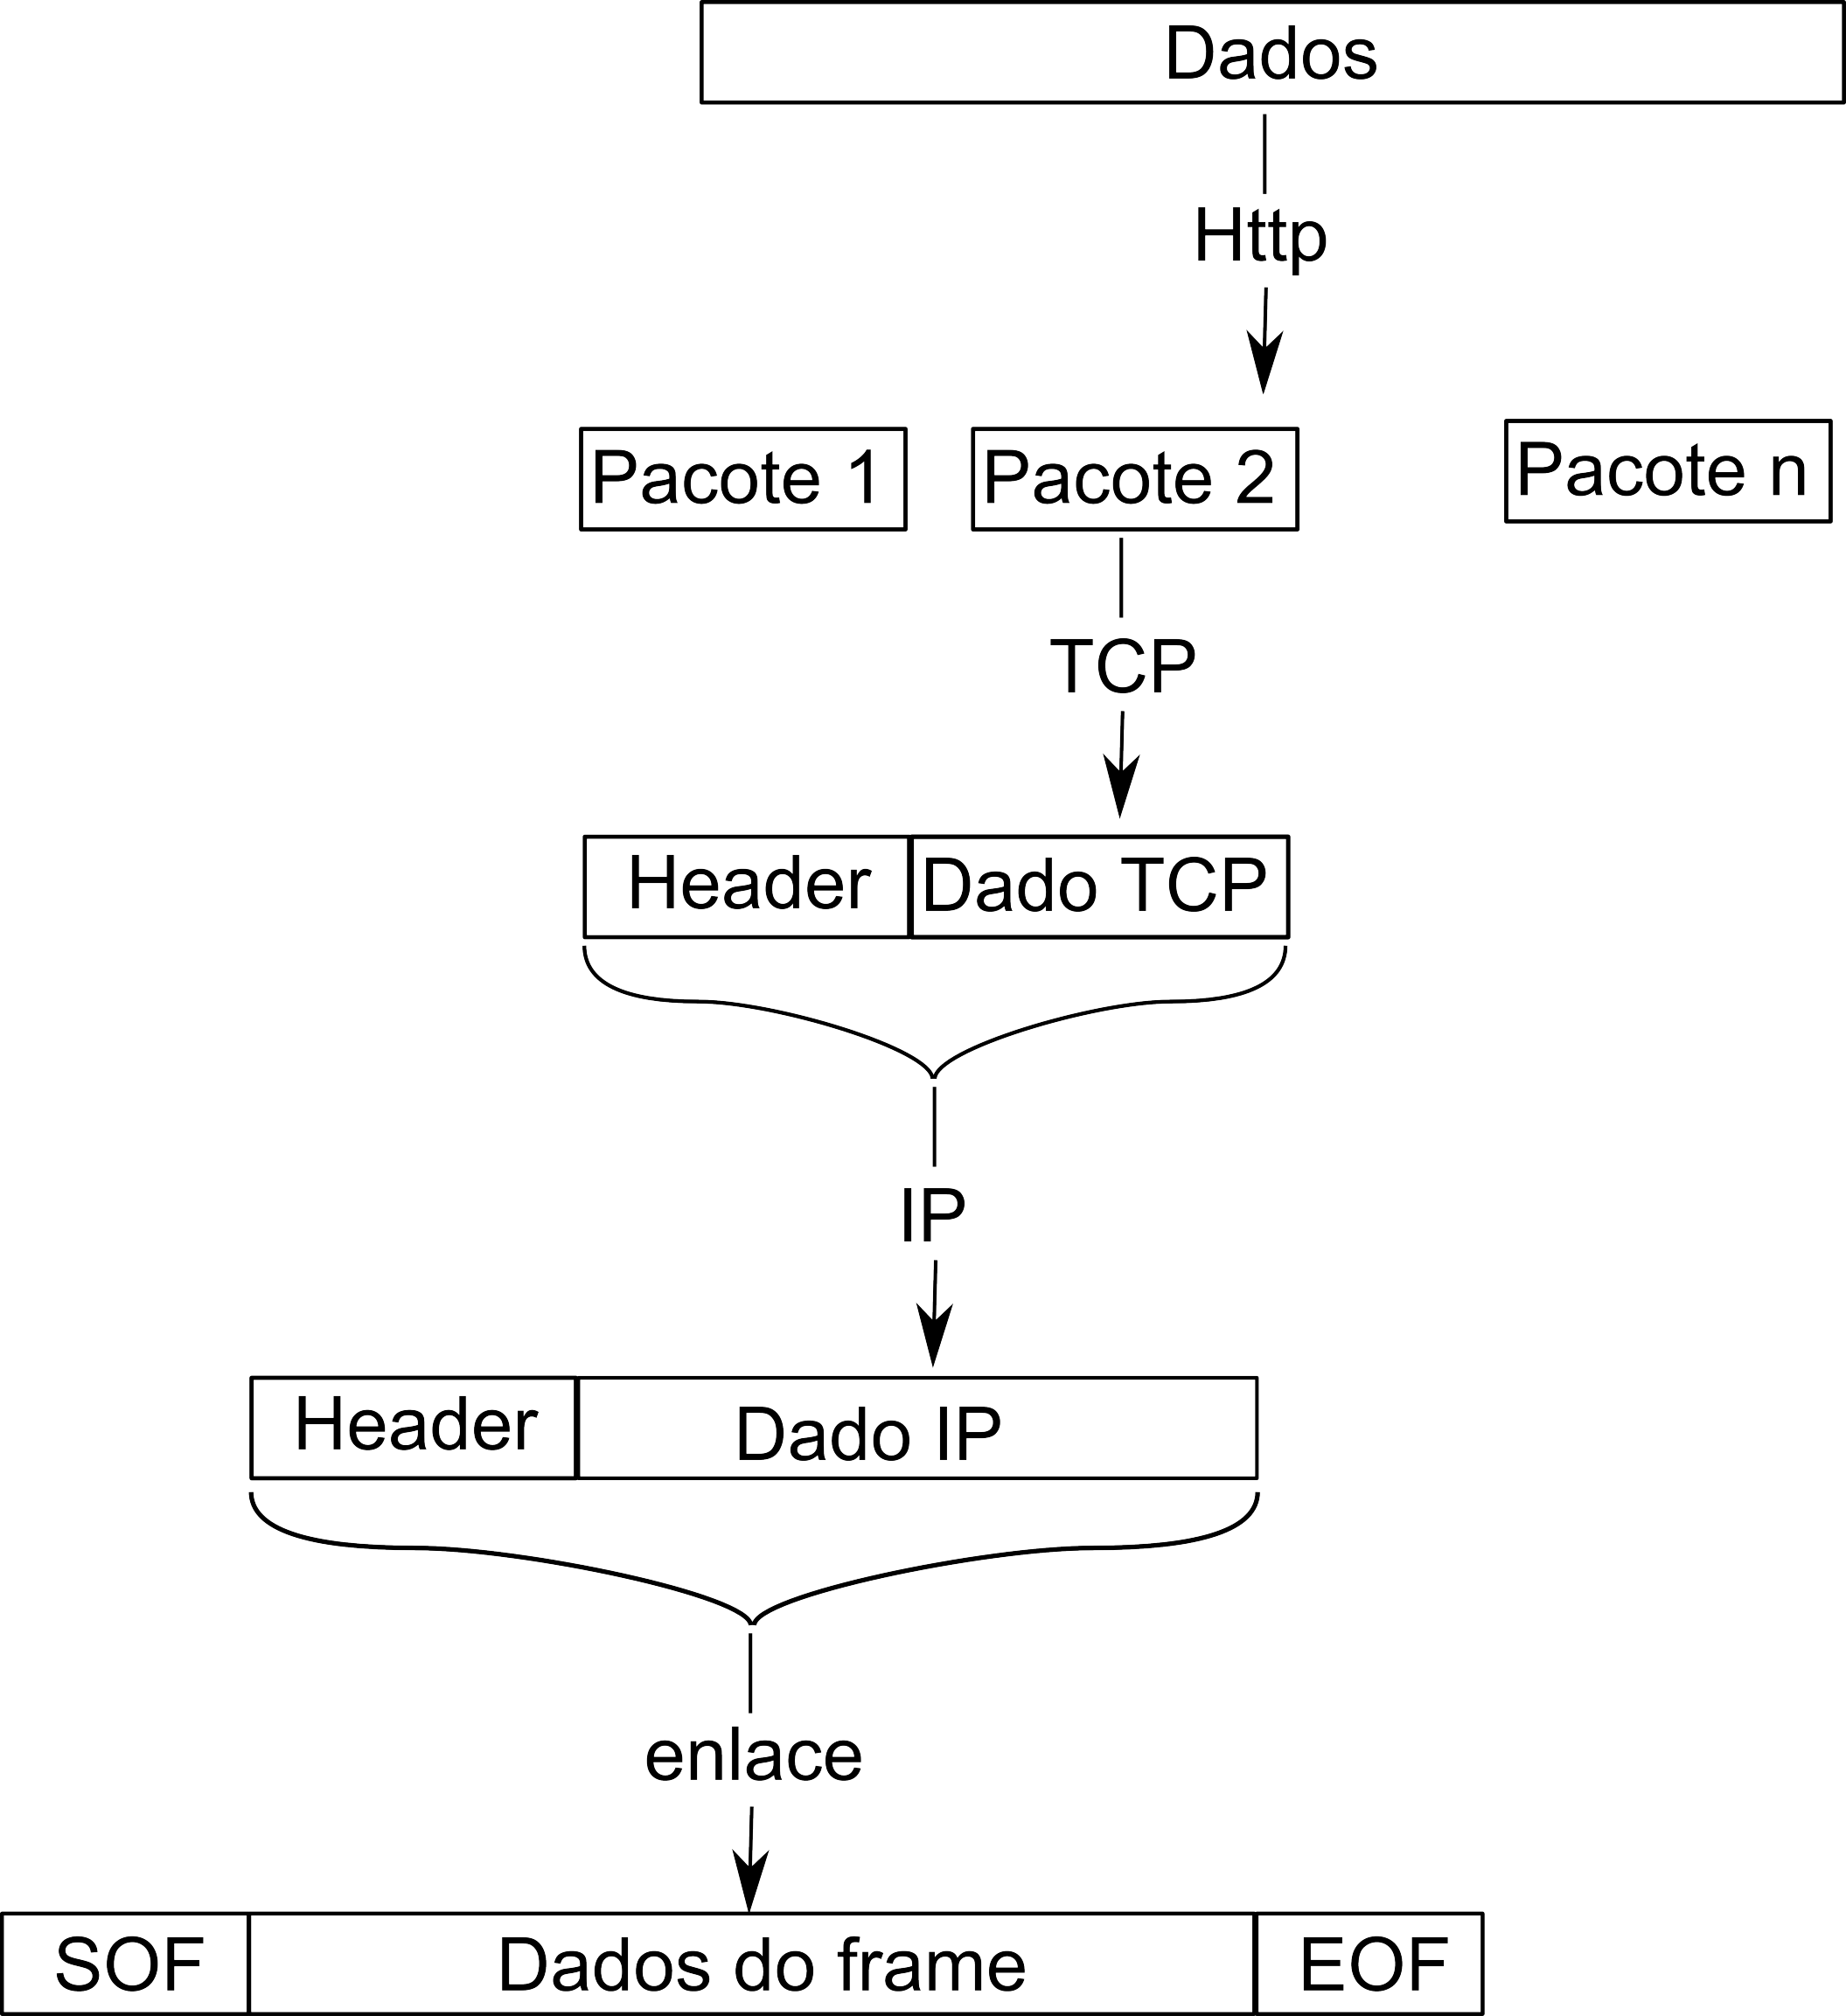 Dados
Http
Pacote 1
Pacote 2
Pacote n
TCP
Header
Dado TCP
IP
Header
Dado IP
enlace
SOF
Dados do frame
EOF